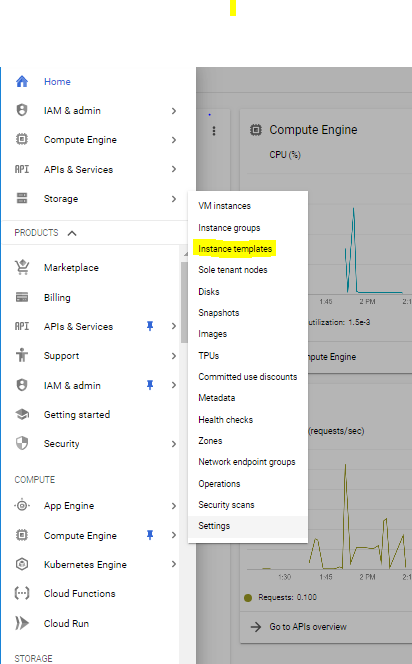 Home
IAM & admin
Compute Engine
API APIs & Services
Storage
PRODUCTS
Marketplace
Billing
API APIs & Services
Support
IAM & admin
Getting started
Security
COMPUTE
App Engine
Compute Engine
Kubernetes Engine
Cloud Functions
Cloud Run
STORAGE
VM instances
Instance groups
Instance templates
Sole tenant nodes
Disks
Snapshots
Images
TPUs
Committed use discounts
Metadata
Health checks
Zones
Network endpoint groups
Operations
Security scans
Settings
Compute Engine
CPU (%)
1:45 2 PM 2:1
utilization: 1.5e-3
pute Engine
(requests/sec)
1:30 1:45 2 PM 2:1
Requests: 0.100
Go to APIs overview